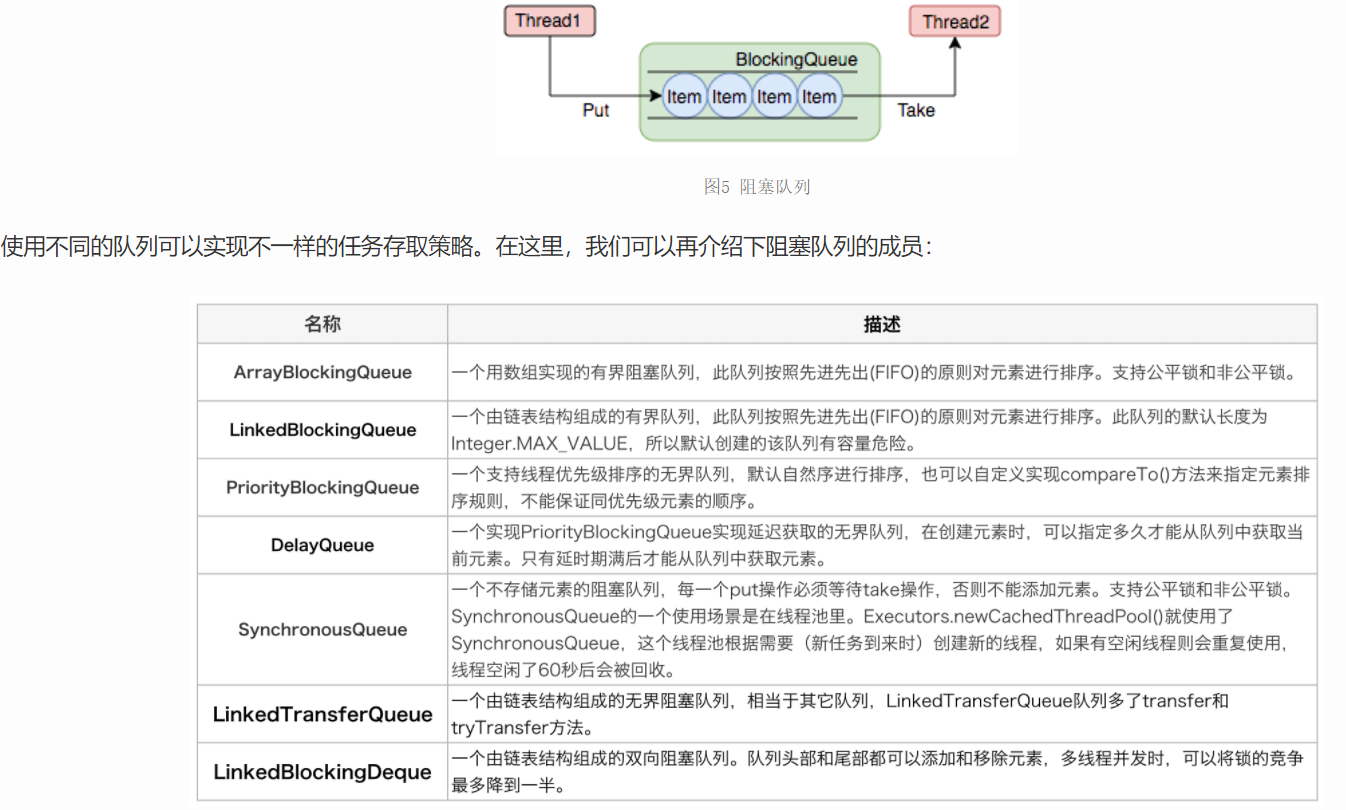 Thread1
Thread2
BlockingQueue
Item Item Item Item
Put
Take
图5 阻塞队列
使用不同的队列可以实现不一样的任务存取策略。在这里，我们可以再介绍下阻塞队列的成员：
名称 描述
ArrayBlockingQueue 一个用数组实现的有界阻塞队列，此队列按照先进先出(FIFO)的原则对元素进行排序。支持公平锁和非公平锁。
LinkedBlockingQueue
一个由链表结构组成的有界队列，此队列按照先进先出(FIFO)的原则对元素进行排序。此队列的默认长度为
Integer.MAX_VALUE，所以默认创建的该队列有容量危险。
PriorityBlockingQueue
一个支持线程优先级排序的无界队列，默认自然序进行排序，也可以自定义实现compareTo()方法来指定元素排
序规则，不能保证同优先级元素的顺序。
DelayQueue
一个实现PriorityBlockingQueue实现延迟获取的无界队列，在创建元素时，可以指定多久才能从队列中获取当
前元素。只有延时期满后才能从队列中获取元素。
SynchronousQueue
一个不存储元素的阻塞队列，每一个put操作必须等待take操作，否则不能添加元素。支持公平锁和非公平锁。
SynchronousQueue的一个使用场景是在线程池里。Executors.newCachedThreadPool()就使用了
SynchronousQueue，这个线程池根据需要（新任务到来时）创建新的线程，如果有空闲线程则会重复使用，
线程空闲了60秒后会被回收。
LinkedTransferQueue
一个由链表结构组成的无界阻塞队列，相当于其它队列，LinkedTransferQueue队列多了transfer和
tryTransfer方法。
LinkedBlockingDeque
一个由链表结构组成的双向阻塞队列。队列头部和尾部都可以添加和移除元素，多线程并发时，可以将锁的竞争
最多降到一半。